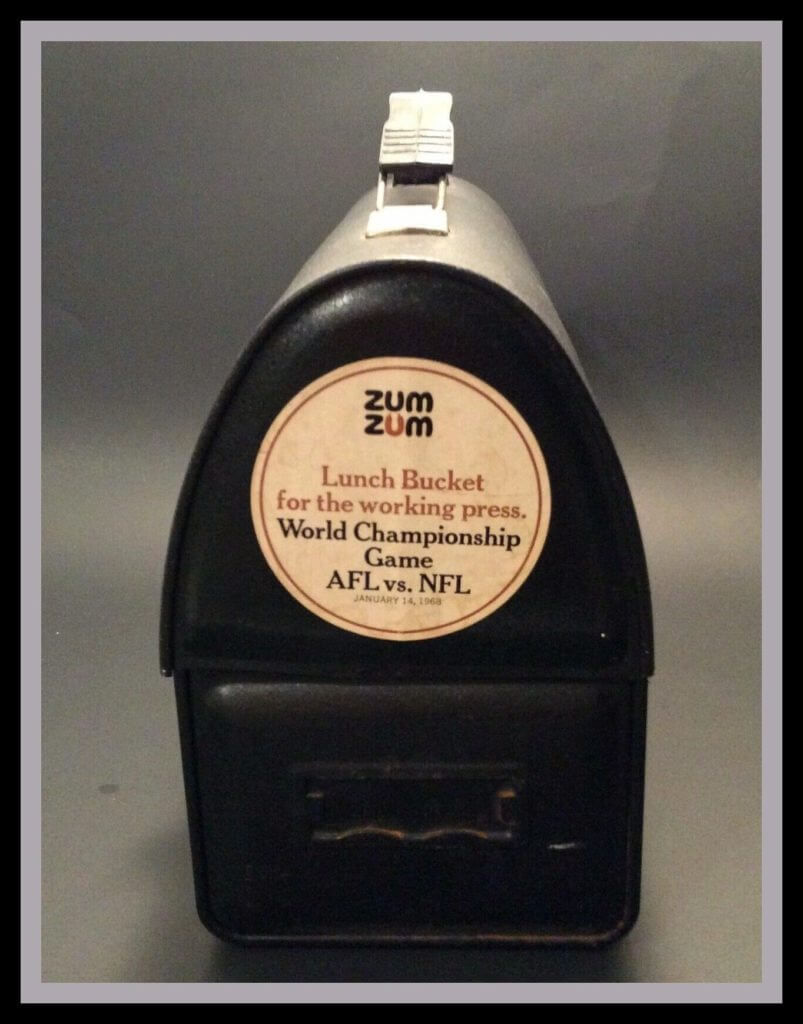 ZUM
ZUM
Lunch Bucket
for the working press.
World Championship
Game
AFL vs. NFL
JANUARY 14, 1968